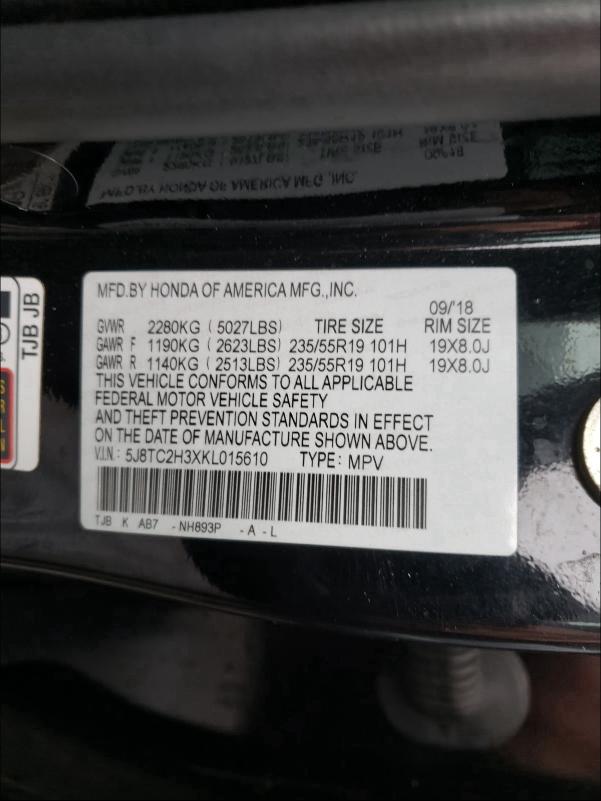 MFD.BY HONDA OF AMERICA MFG.,INC.
09/'18
GVWR 2280KG ( 5027LBS) TIRE SIZE RIM SIZE
GAWR F 1190KG ( 2623LBS) 235/55R19 101H 19X8.0J
GAWR R 1140KG ( 2513LBS) 235/55R19 101H 19X8.0J
THIS VEHICLE CONFORMS TO ALL APPLICABLE
FEDERAL MOTOR VEHICLE SAFETY
AND THEFT PREVENTION STANDARDS IN EFFECT
ON THE DATE OF MANUFACTURE SHOWN ABOVE.
V.I.N.: 5J8TC2H3XKL015610 TYPE: MPV
TJB K AB7 -NH893P -A-L
TJB JB